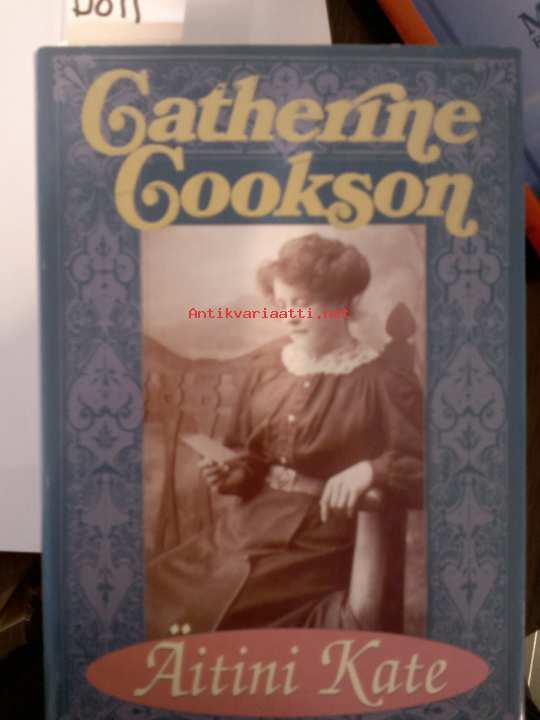 Catherine
Cookson
Antikvariaatti.net
Äitini Kate